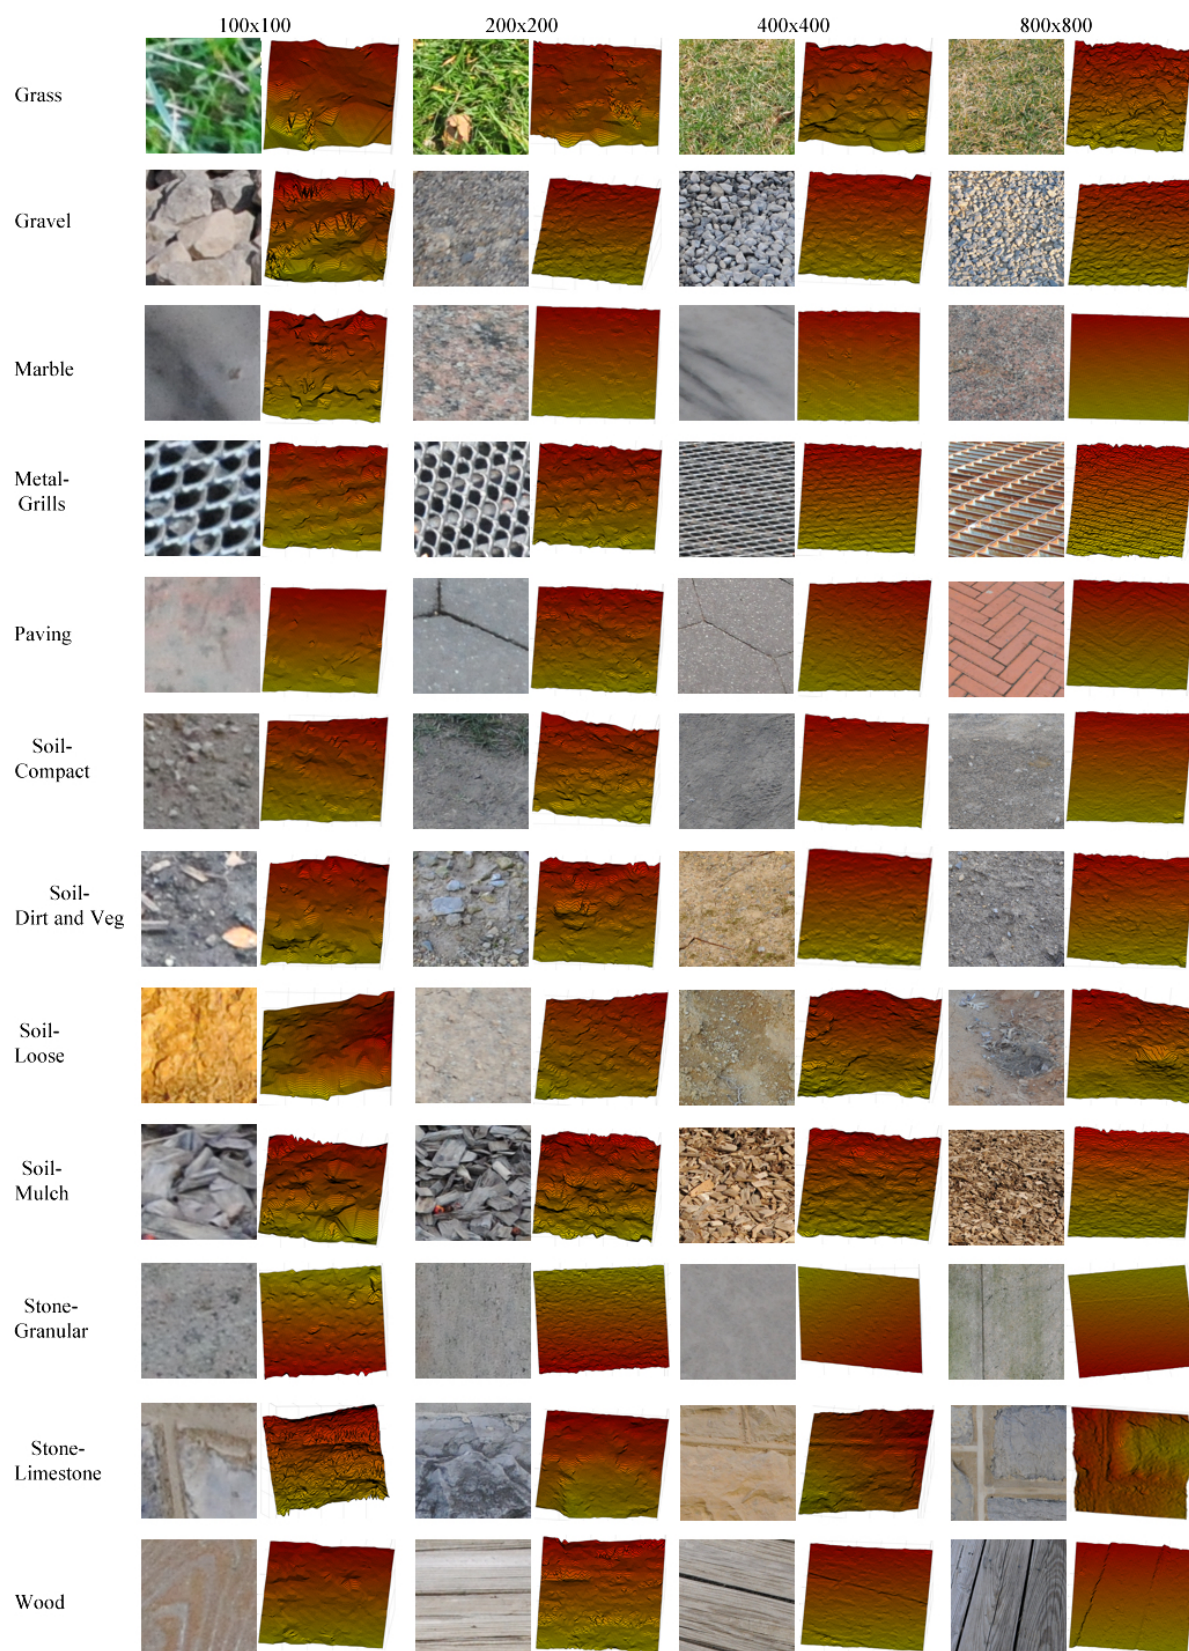 100x100 200x200 400x400 800x800
Grass
Gravel
Marble
Metal-
Grills
Paving
Soil-
Compact
Soil-
Dirt and Veg
Soil-
Loose
Soil-
Mulch
Stone-
Granular
Stone-
Limestone
Wood